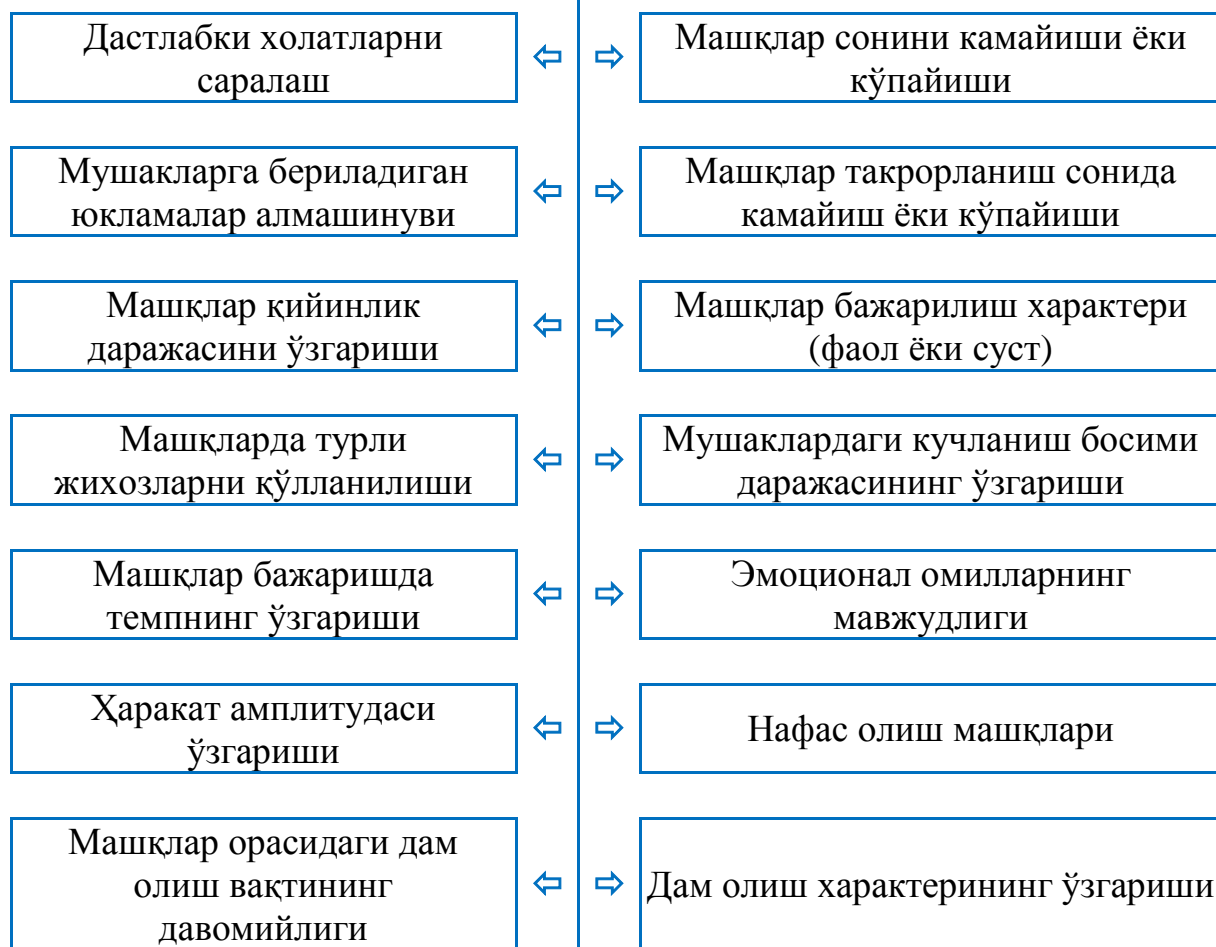 Дастлабки холатларни
саралаш
Машқлар сонини камайиши ёки
кўпайиши
Мушакларга бериладиган
юкламалар алмашинуви
Машқлар такрорланиш сонида
камайиш ёки кўпайиши
Машқлар қийинлик
даражасини ўзгариши
Машқлар бажарилиш характери
(фаол ёки суст)
Машқларда турли
жихозларни қўлланилиши
Мушаклардаги кучланиш босими
даражасининг ўзгариши
Машқлар бажаришда
темпнинг ўзгариши
Эмоционал омилларнинг
мавжудлиги
Ҳаракат амплитудаси
ўзгариши
Нафас олиш машқлари
Машқлар орасидаги дам
олиш вақтининг
давомийлиги
Дам олиш характерининг ўзгариши